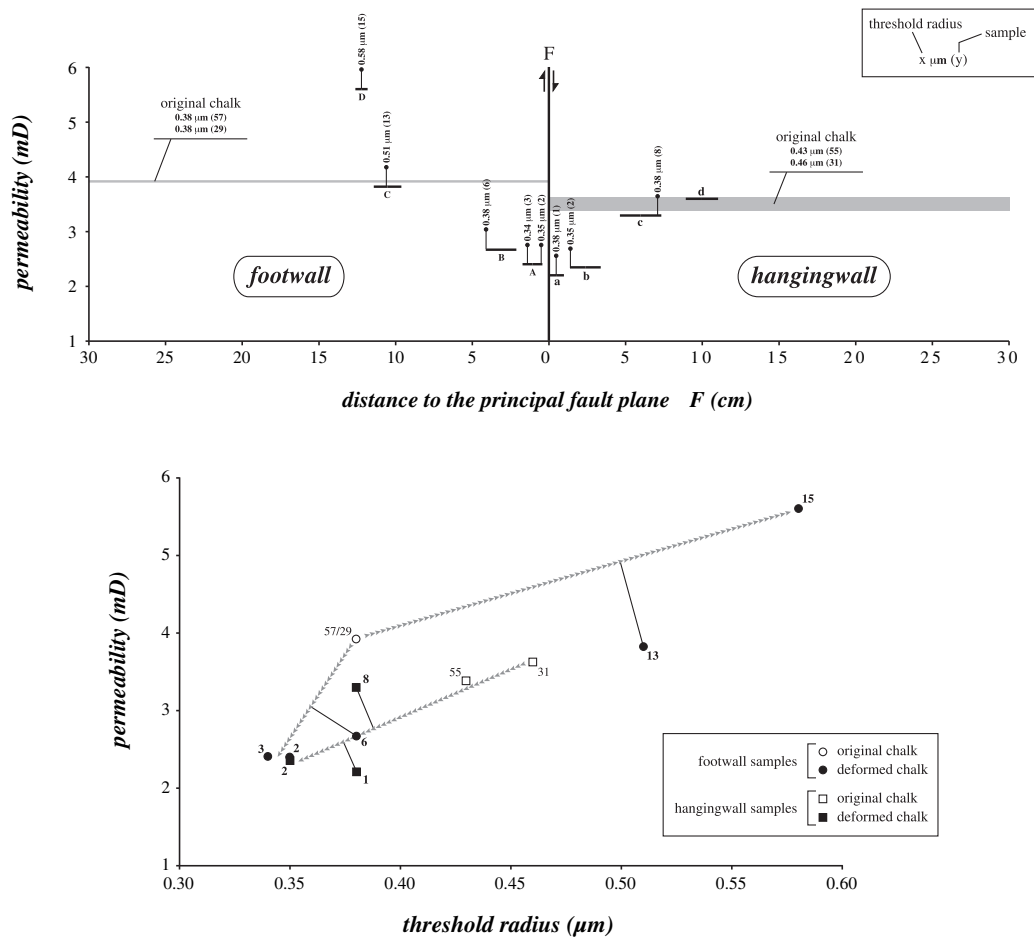 threshold radius
sample
x µm (y)
F
permeability (mD)
6
5
4
3
2
1
original chalk
0.38 µm (57)
0.38 µm (29)
0.58 µm (15)
D
0.51 µm (13)
C
0.38 µm (6)
B
0.34 µm (3)
0.35 µm (2)
A
0.38 µm (1)
a
0.35 µm (2)
b
0.38 µm (8)
c
d
original chalk
0.43 µm (55)
0.46 µm (31)
footwall
hangingwall
30 25 20 15 10 5 0 5 10 15 20 25 30
distance to the principal fault plane F (cm)
permeability (mD)
6
5
4
3
2
1
15
57/29
13
55
31
8
6
3
2
2
1
footwall samples
original chalk
deformed chalk
hangingwall samples
original chalk
deformed chalk
0.30 0.35 0.40 0.45 0.50 0.55 0.60
threshold radius (µm)